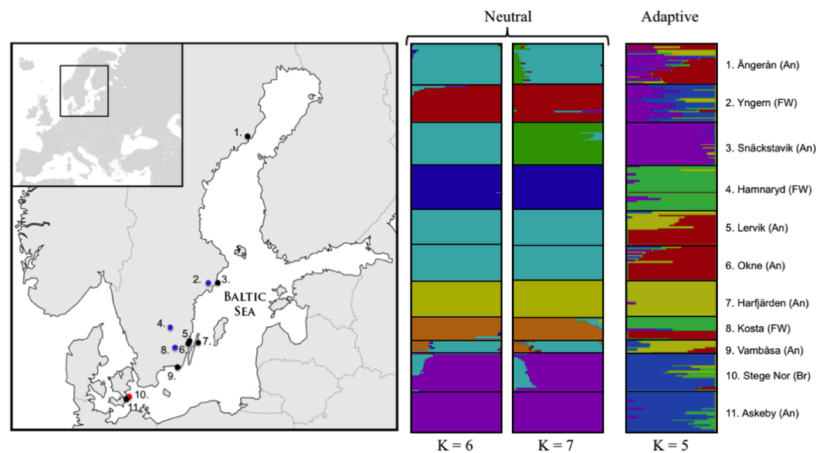 Neutral
Adaptive
1.
2.
3.
BALTIC
SEA
4.
5.
6.
7.
8.
9.
10.
11.
1. Ängerån (An)
2. Yngern (FW)
3. Snäckstavik (An)
4. Hamnaryd (FW)
5. Lervik (An)
6. Okne (An)
7. Harfjärden (An)
8. Kosta (FW)
9. Vambåsa (An)
10. Stege Nor (Br)
11. Askeby (An)
K = 6
K = 7
K = 5